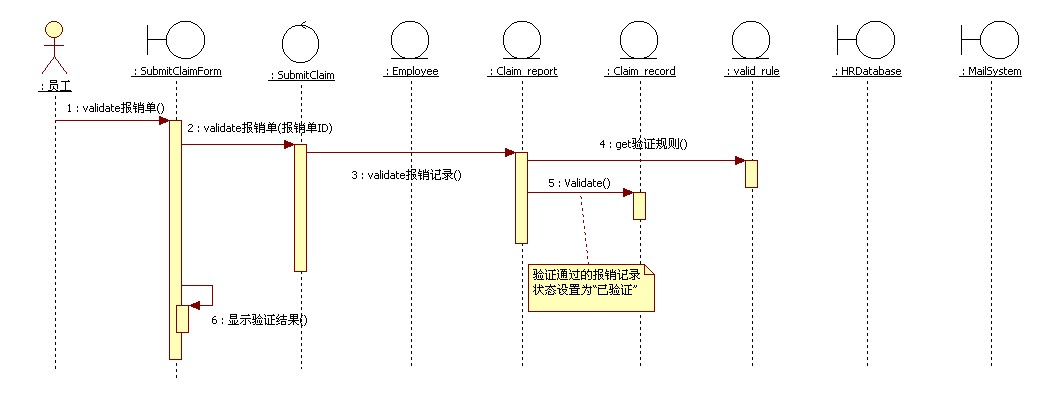 : 员工
: SubmitClaimForm
: SubmitClaim
: Employee
: Claim_report
: Claim_record
: valid_rule
: HRDatabase
: MailSystem
1 : validate报销单()
2 : validate报销单(报销单ID)
3 : validate报销记录()
4 : get验证规则()
5 : Validate()
验证通过的报销记录
状态设置为“已验证”
6 : 显示验证结果()